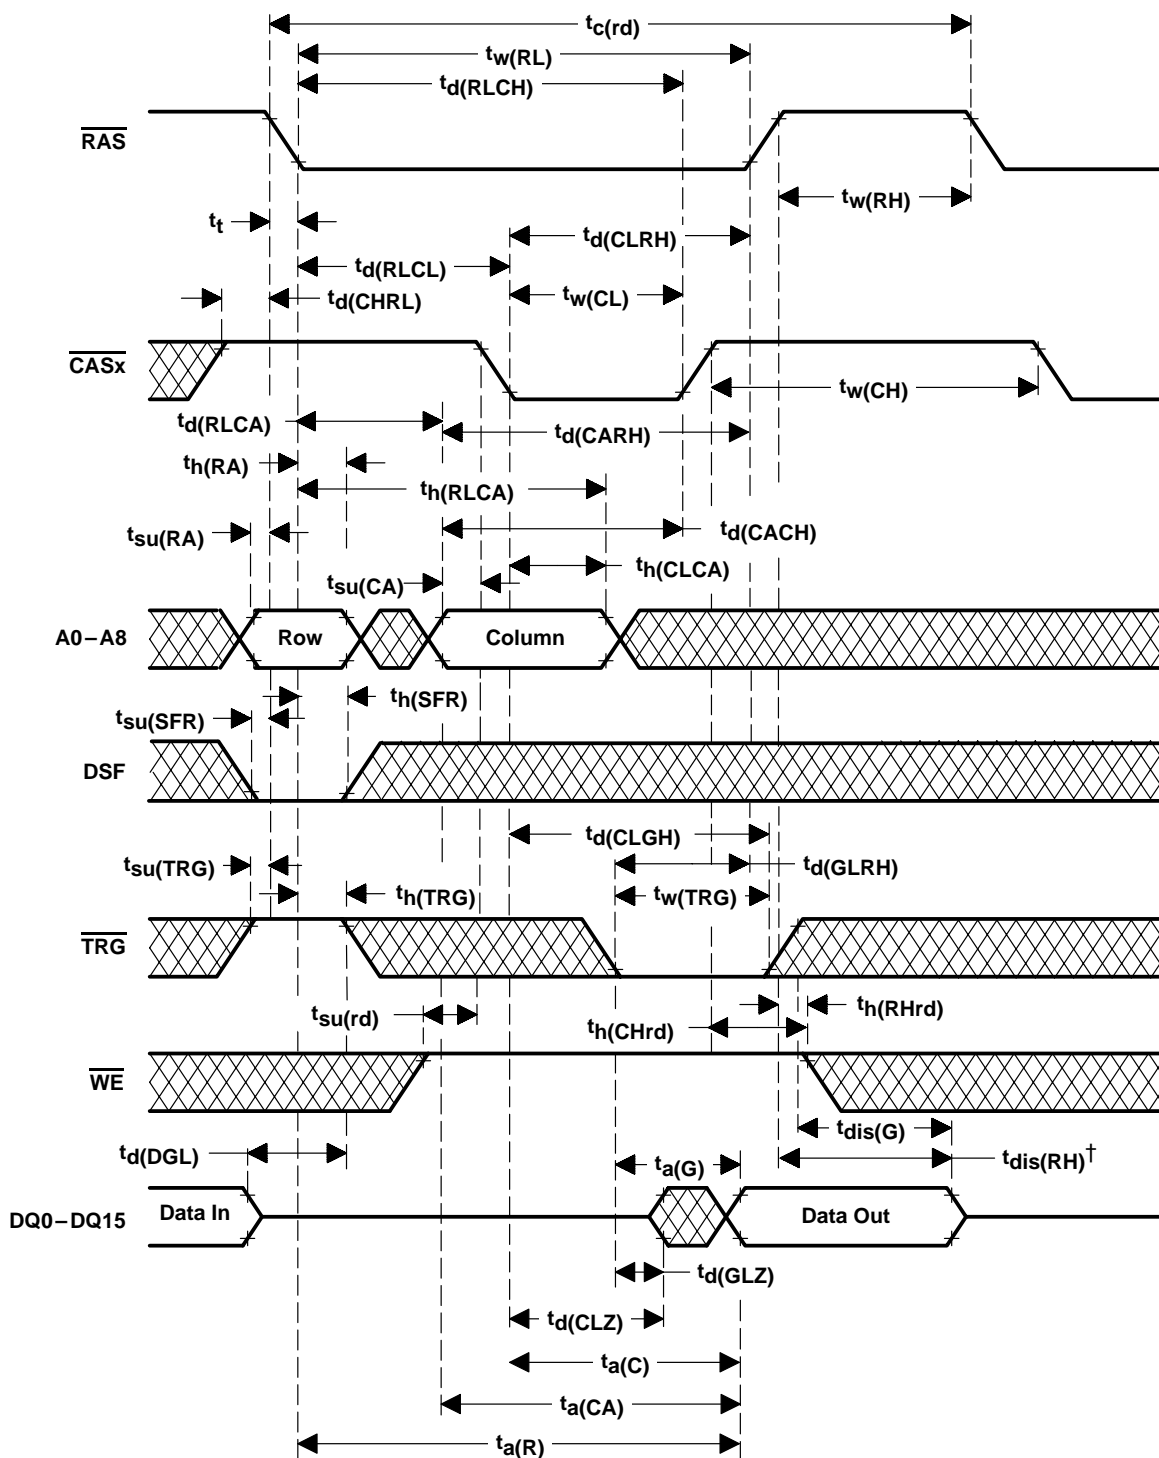 tc(rd)
tw(RL)
td(RLCH)
RAS
tw(RH)
tt
td(CLRH)
td(RLCL)
td(CHRL)
tw(CL)
CASx
tw(CH)
td(RLCA)
td(CARH)
th(RA)
th(RLCA)
tsu(RA)
td(CACH)
tsu(CA)
th(CLCA)
A0–A8
Row
Column
th(SFR)
tsu(SFR)
DSF
td(CLGH)
tsu(TRG)
td(GLRH)
th(TRG)
tw(TRG)
TRG
tsu(rd)
th(RHrd)
th(CHrd)
WE
tdis(G)
td(DGL)
ta(G)
tdis(RH)†
DQ0–DQ15
Data In
Data Out
td(GLZ)
td(CLZ)
ta(C)
ta(CA)
ta(R)